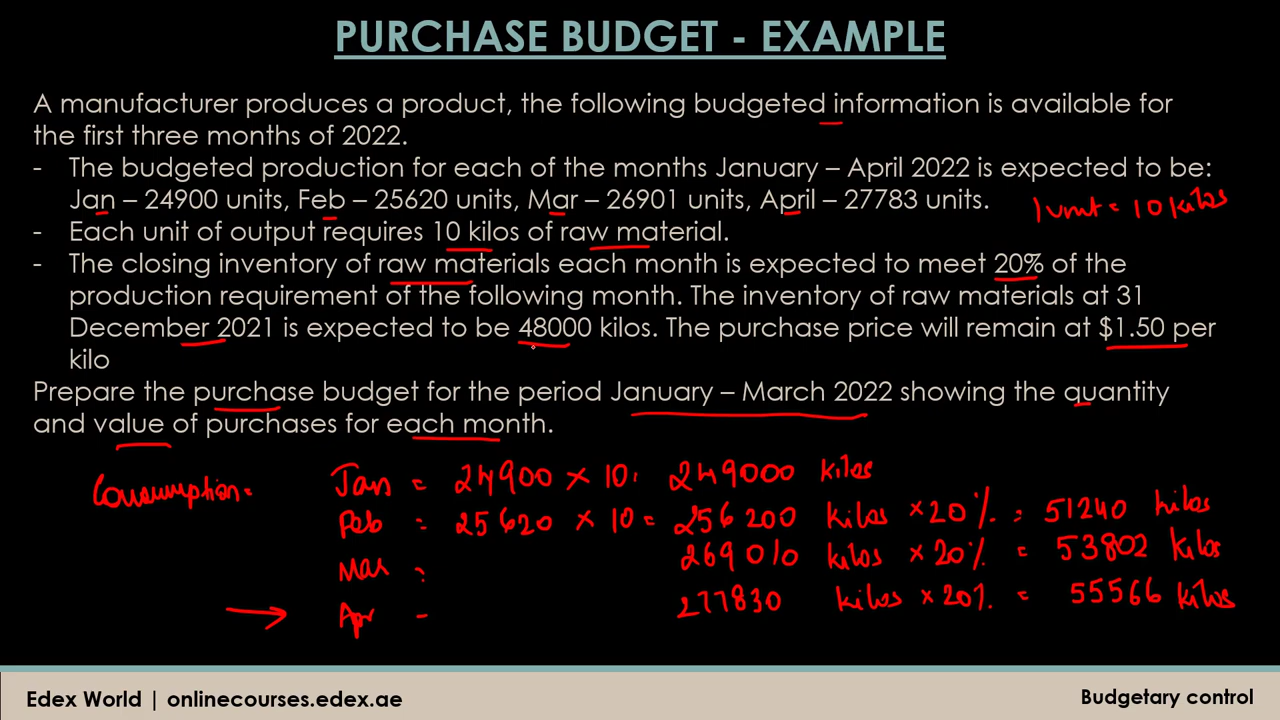 PURCHASE BUDGET - EXAMPLE
A manufacturer produces a product, the following budgeted information is available for
the first three months of 2022.
- The budgeted production for each of the months January – April 2022 is expected to be:
Jan – 24900 units, Feb – 25620 units, Mar – 26901 units, April – 27783 units.
1 unit = 10 kilos
- Each unit of output requires 10 kilos of raw material.
- The closing inventory of raw materials each month is expected to meet 20% of the
production requirement of the following month. The inventory of raw materials at 31
December 2021 is expected to be 48000 kilos. The purchase price will remain at $1.50 per
kilo
Prepare the purchase budget for the period January – March 2022 showing the quantity
and value of purchases for each month.
Consumption = Jan = 24900 × 10 = 249000 kilos
Feb = 25620 × 10 = 256200 kilos × 20% = 51240 kilos
Mar = 269010 kilos × 20% = 53802 kilos
→ Apr = 277830 kilos × 20% = 55566 kilos
Edex World | onlinecourses.edex.ae
Budgetary control